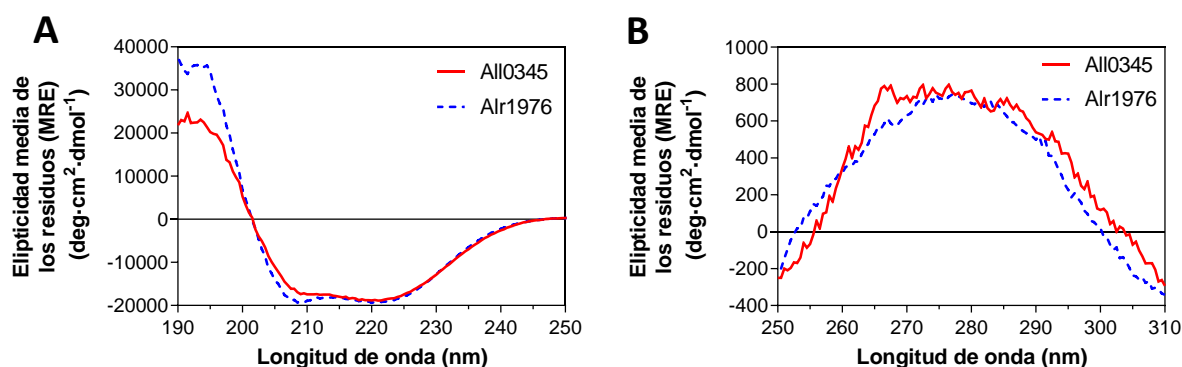 A
Elipticidad media de
los residuos (MRE)
(deg·cm²·dmol⁻¹)
40000
30000
20000
10000
0
-10000
-20000
190 200 210 220 230 240 250
Longitud de onda (nm)
All0345
Alr1976
B
Elipticidad media de
los residuos (MRE)
(deg·cm²·dmol⁻¹)
1000
800
600
400
200
0
-200
-400
250 260 270 280 290 300 310
Longitud de onda (nm)
All0345
Alr1976